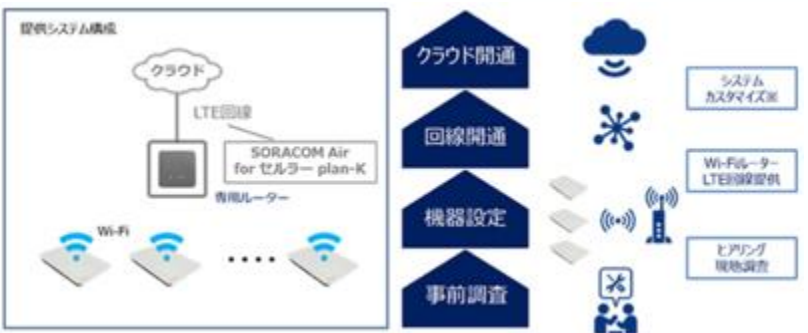 提供システム構成
クラウド
LTE回線
SORACOM Air
for セルラー plan-K
専用ルーター
Wi-Fi
クラウド開通
回線開通
機器設定
事前調査
システム
カスタマイズ※
Wi-Fiルーター
LTE回線提供
ヒアリング
現地調査